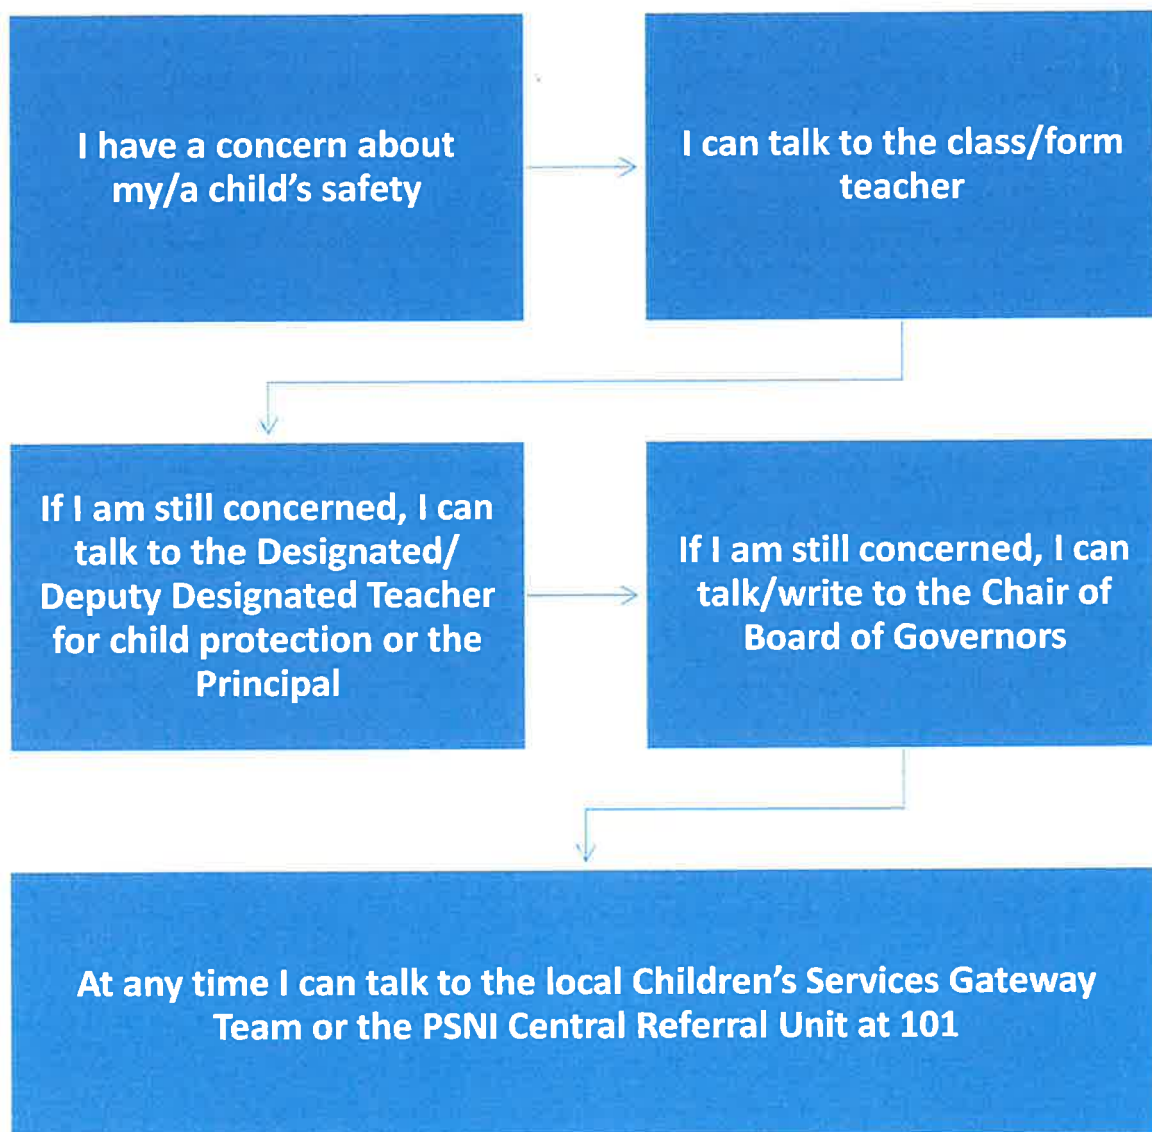 I have a concern about
my/a child's safety
I can talk to the class/form
teacher
If I am still concerned, I can
talk to the Designated/
Deputy Designated Teacher
for child protection or the
Principal
If I am still concerned, I can
talk/write to the Chair of
Board of Governors
At any time I can talk to the local Children's Services Gateway
Team or the PSNI Central Referral Unit at 101